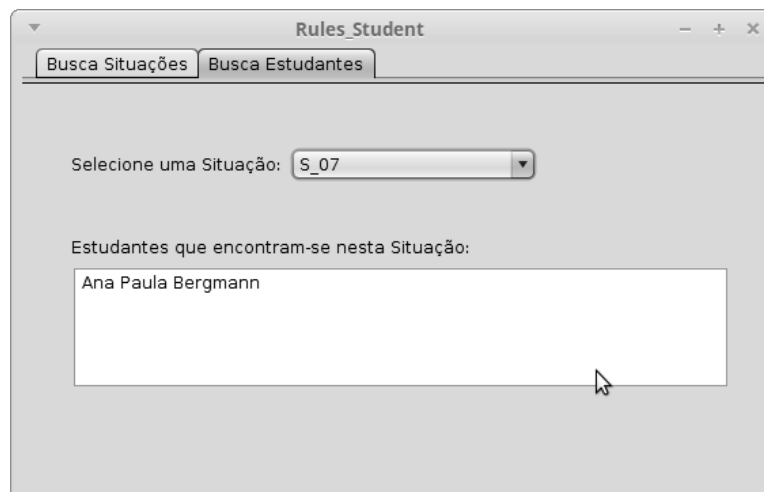 Rules_Student
Busca Situações Busca Estudantes
Selecione uma Situação: S_07
Estudantes que encontram-se nesta Situação:
Ana Paula Bergmann